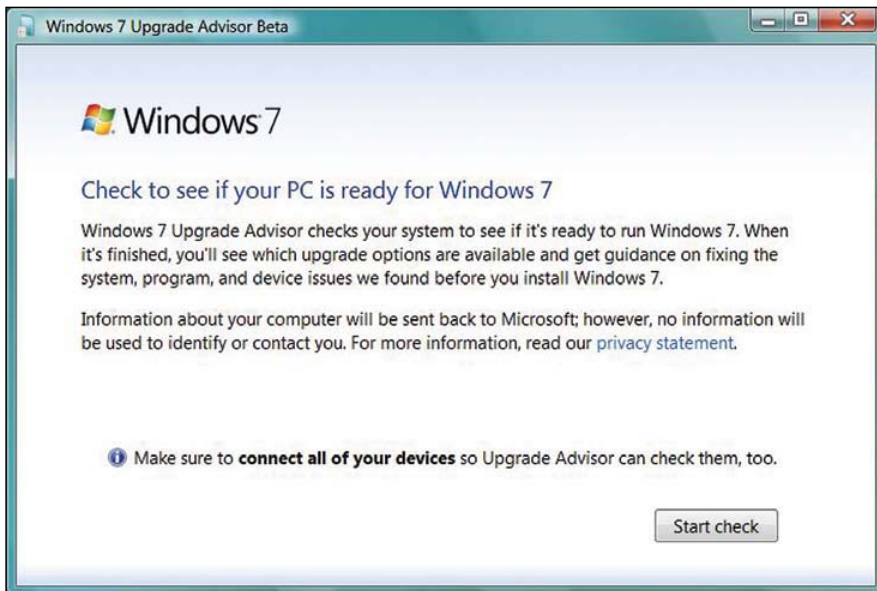 Windows 7 Upgrade Advisor Beta
Windows 7
Check to see if your PC is ready for Windows 7
Windows 7 Upgrade Advisor checks your system to see if it's ready to run Windows 7. When
it's finished, you'll see which upgrade options are available and get guidance on fixing the
system, program, and device issues we found before you install Windows 7.
Information about your computer will be sent back to Microsoft; however, no information will
be used to identify or contact you. For more information, read our privacy statement.
Make sure to connect all of your devices so Upgrade Advisor can check them, too.
Start check